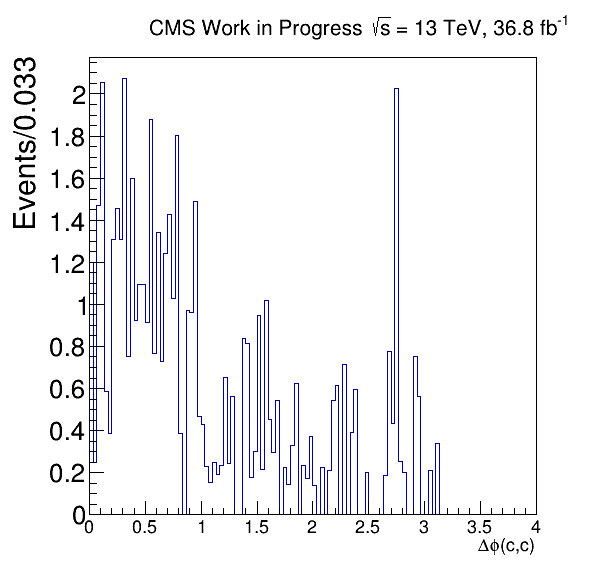 CMS Work in Progress √s = 13 TeV, 36.8 fb⁻¹
Events/0.033
2
1.8
1.6
1.4
1.2
1
0.8
0.6
0.4
0.2
0
0 0.5 1 1.5 2 2.5 3 3.5 4
Δϕ(c,c)